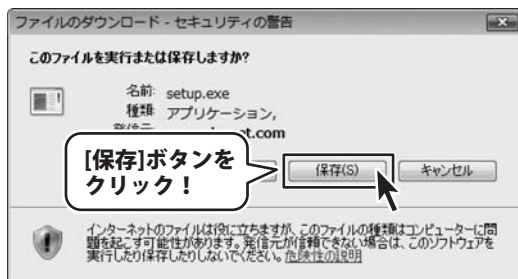 ファイルのダウンロード - セキュリティの警告
このファイルを実行または保存しますか?
名前: setup.exe
種類: アプリケーション,
発信元: .com
[保存]ボタンを
クリック！
保存(S)
キャンセル
インターネットのファイルは役に立ちますが、このファイルの種類はコンピューターに問
題を起こす可能性があります。発信元が信頼できない場合は、このソフトウェアを
実行したり保存したりしないでください。危険性の説明